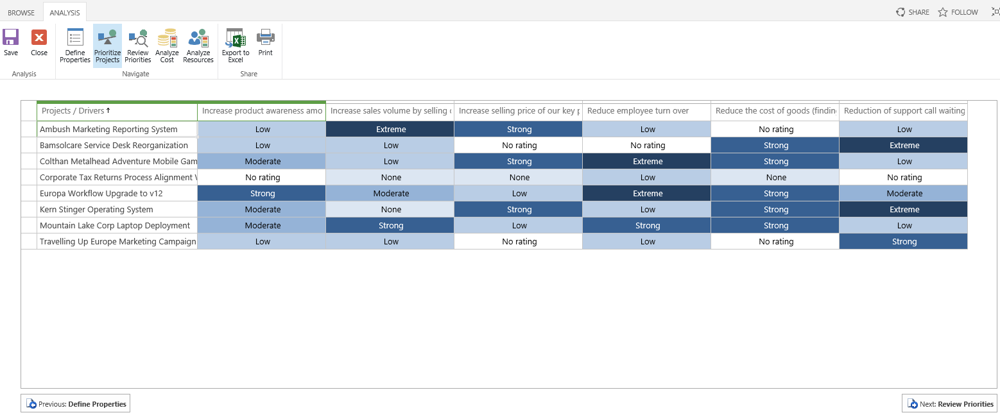 BROWSE ANALYSIS SHARE FOLLOW
Save Close Define Properties Prioritize Projects Review Priorities Analyze Cost Analyze Resources Export to Excel Print
Analysis Navigate Share
Projects / Drivers Increase product awareness amo Increase sales volume by selling Increase selling price of our key Reduce employee turn over Reduce the cost of goods (findin Reduction of support call waiting
Ambush Marketing Reporting System Low Extreme Strong Low No rating Low
Bamsolcare Service Desk Reorganization Low Low No rating No rating Strong Extreme
Colthan Metalhead Adventure Mobile Gam Moderate Low Strong Extreme Strong Low
Corporate Tax Returns Process Alignment No rating None None Low None No rating
Europa Workflow Upgrade to v12 Strong Moderate Low Extreme Strong Moderate
Kern Stinger Operating System Moderate None Strong Low Strong Extreme
Mountain Lake Corp Laptop Deployment Moderate Strong Low Strong Strong Low
Travelling Up Europe Marketing Campaign Low Low No rating Low No rating Strong
Previous: Define Properties Next: Review Priorities